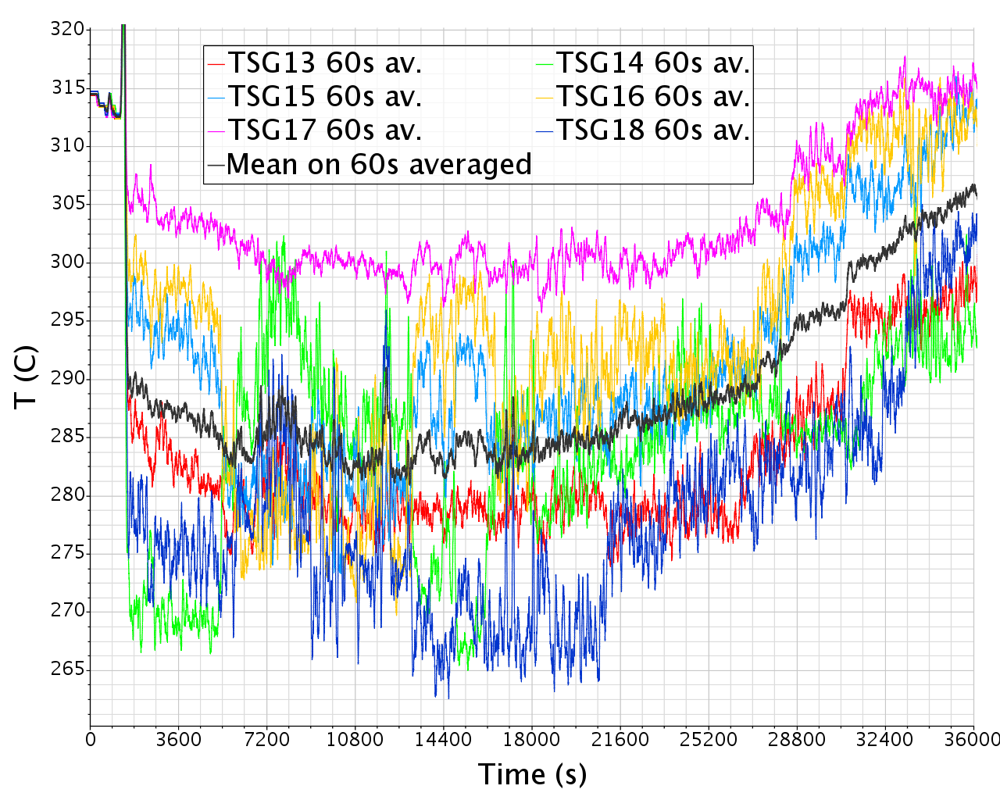 320
315
310
305
300
295
290
285
280
275
270
265
T (C)
TSG13 60s av. TSG14 60s av.
TSG15 60s av. TSG16 60s av.
TSG17 60s av. TSG18 60s av.
Mean on 60s averaged
0 3600 7200 10800 14400 18000 21600 25200 28800 32400 36000
Time (s)